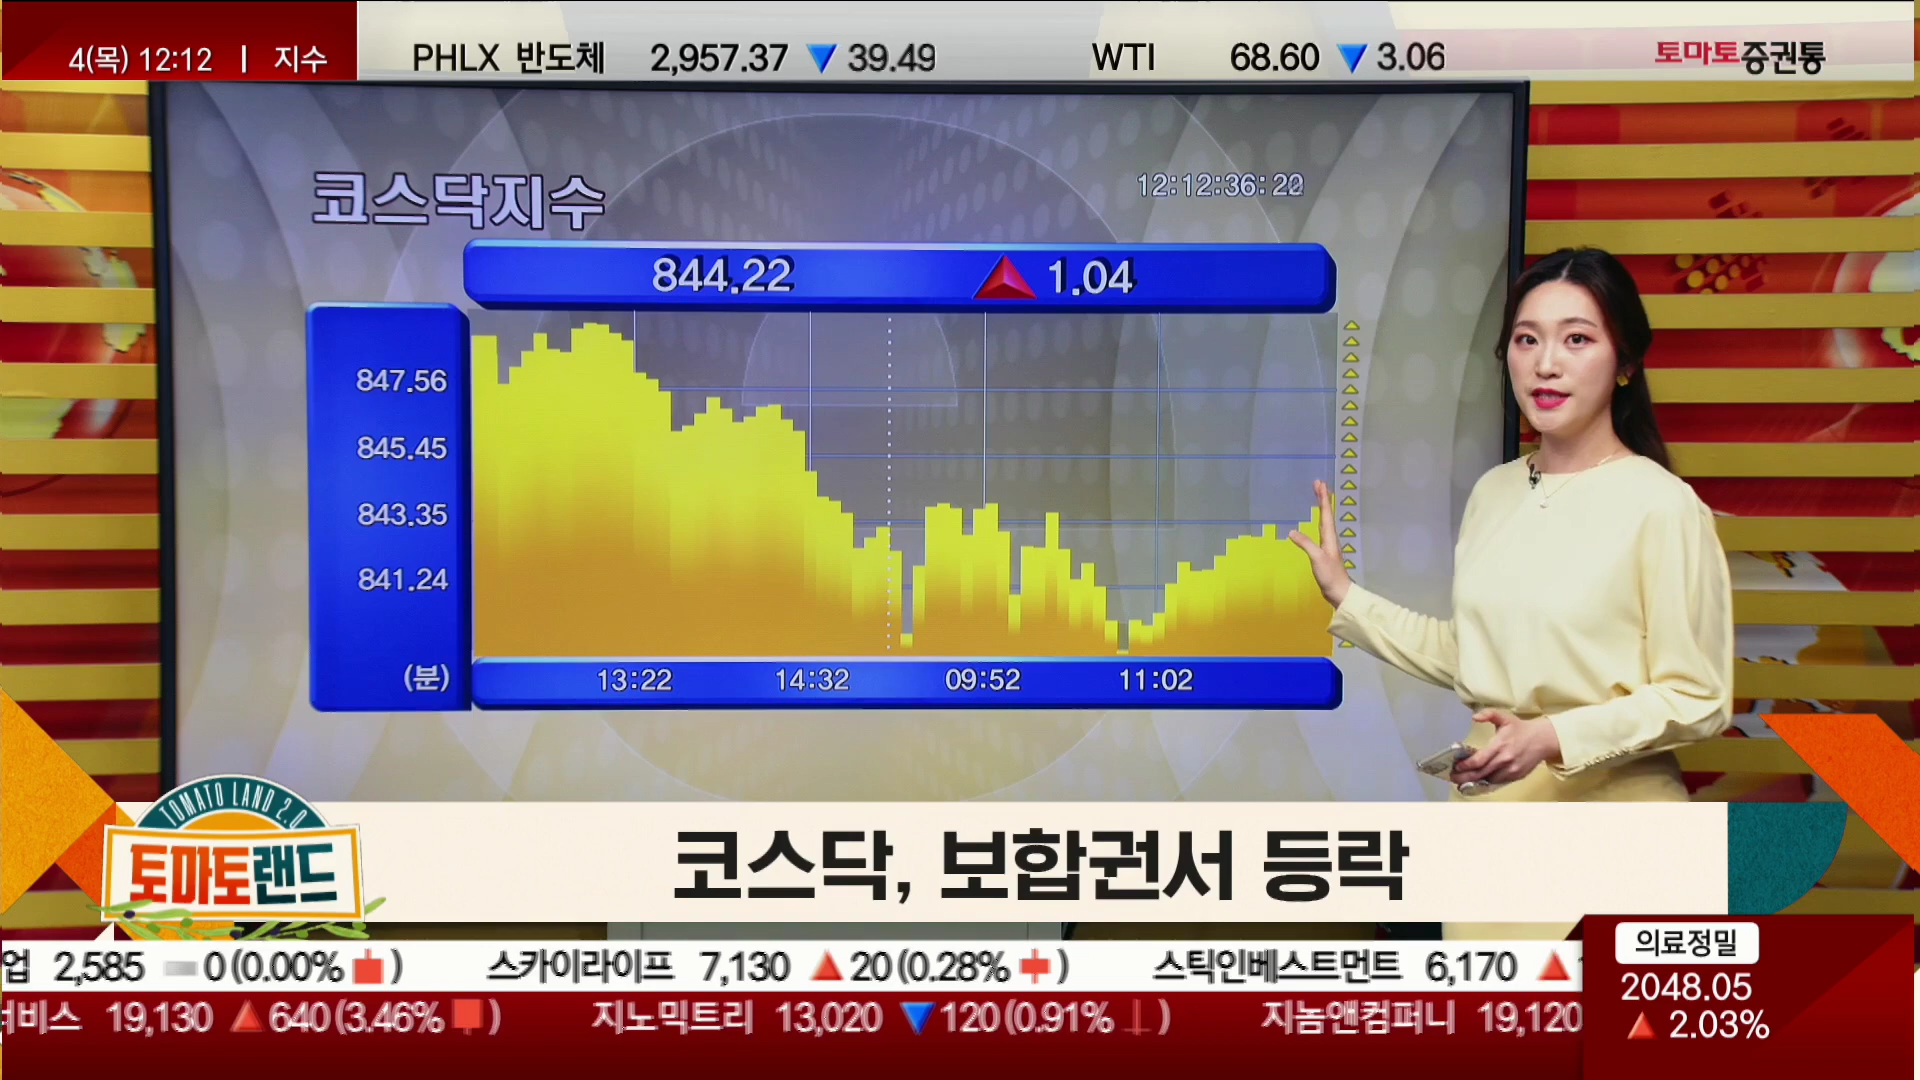 4(목) 12:12 | 지수
PHLX 반도체 2,957.37 ▼ 39.49 WTI 68.60 ▼ 3.06
토마토증권통
코스닥지수
12:12:36:22
844.22 ▲ 1.04
847.56
845.45
843.35
841.24
(분)
13:22 14:32 09:52 11:02
TOMATO LAND 2.0
토마토랜드
코스닥, 보합권서 등락
업 2,585 0(0.00% ) 스카이라이프 7,130 ▲ 20(0.28% ) 스틱인베스트먼트 6,170 ▲
비스 19,130 ▲ 640(3.46% ) 지노믹트리 13,020 ▼ 120(0.91% ) 지놈앤컴퍼니 19,120
의료정밀
2048.05
▲ 2.03%